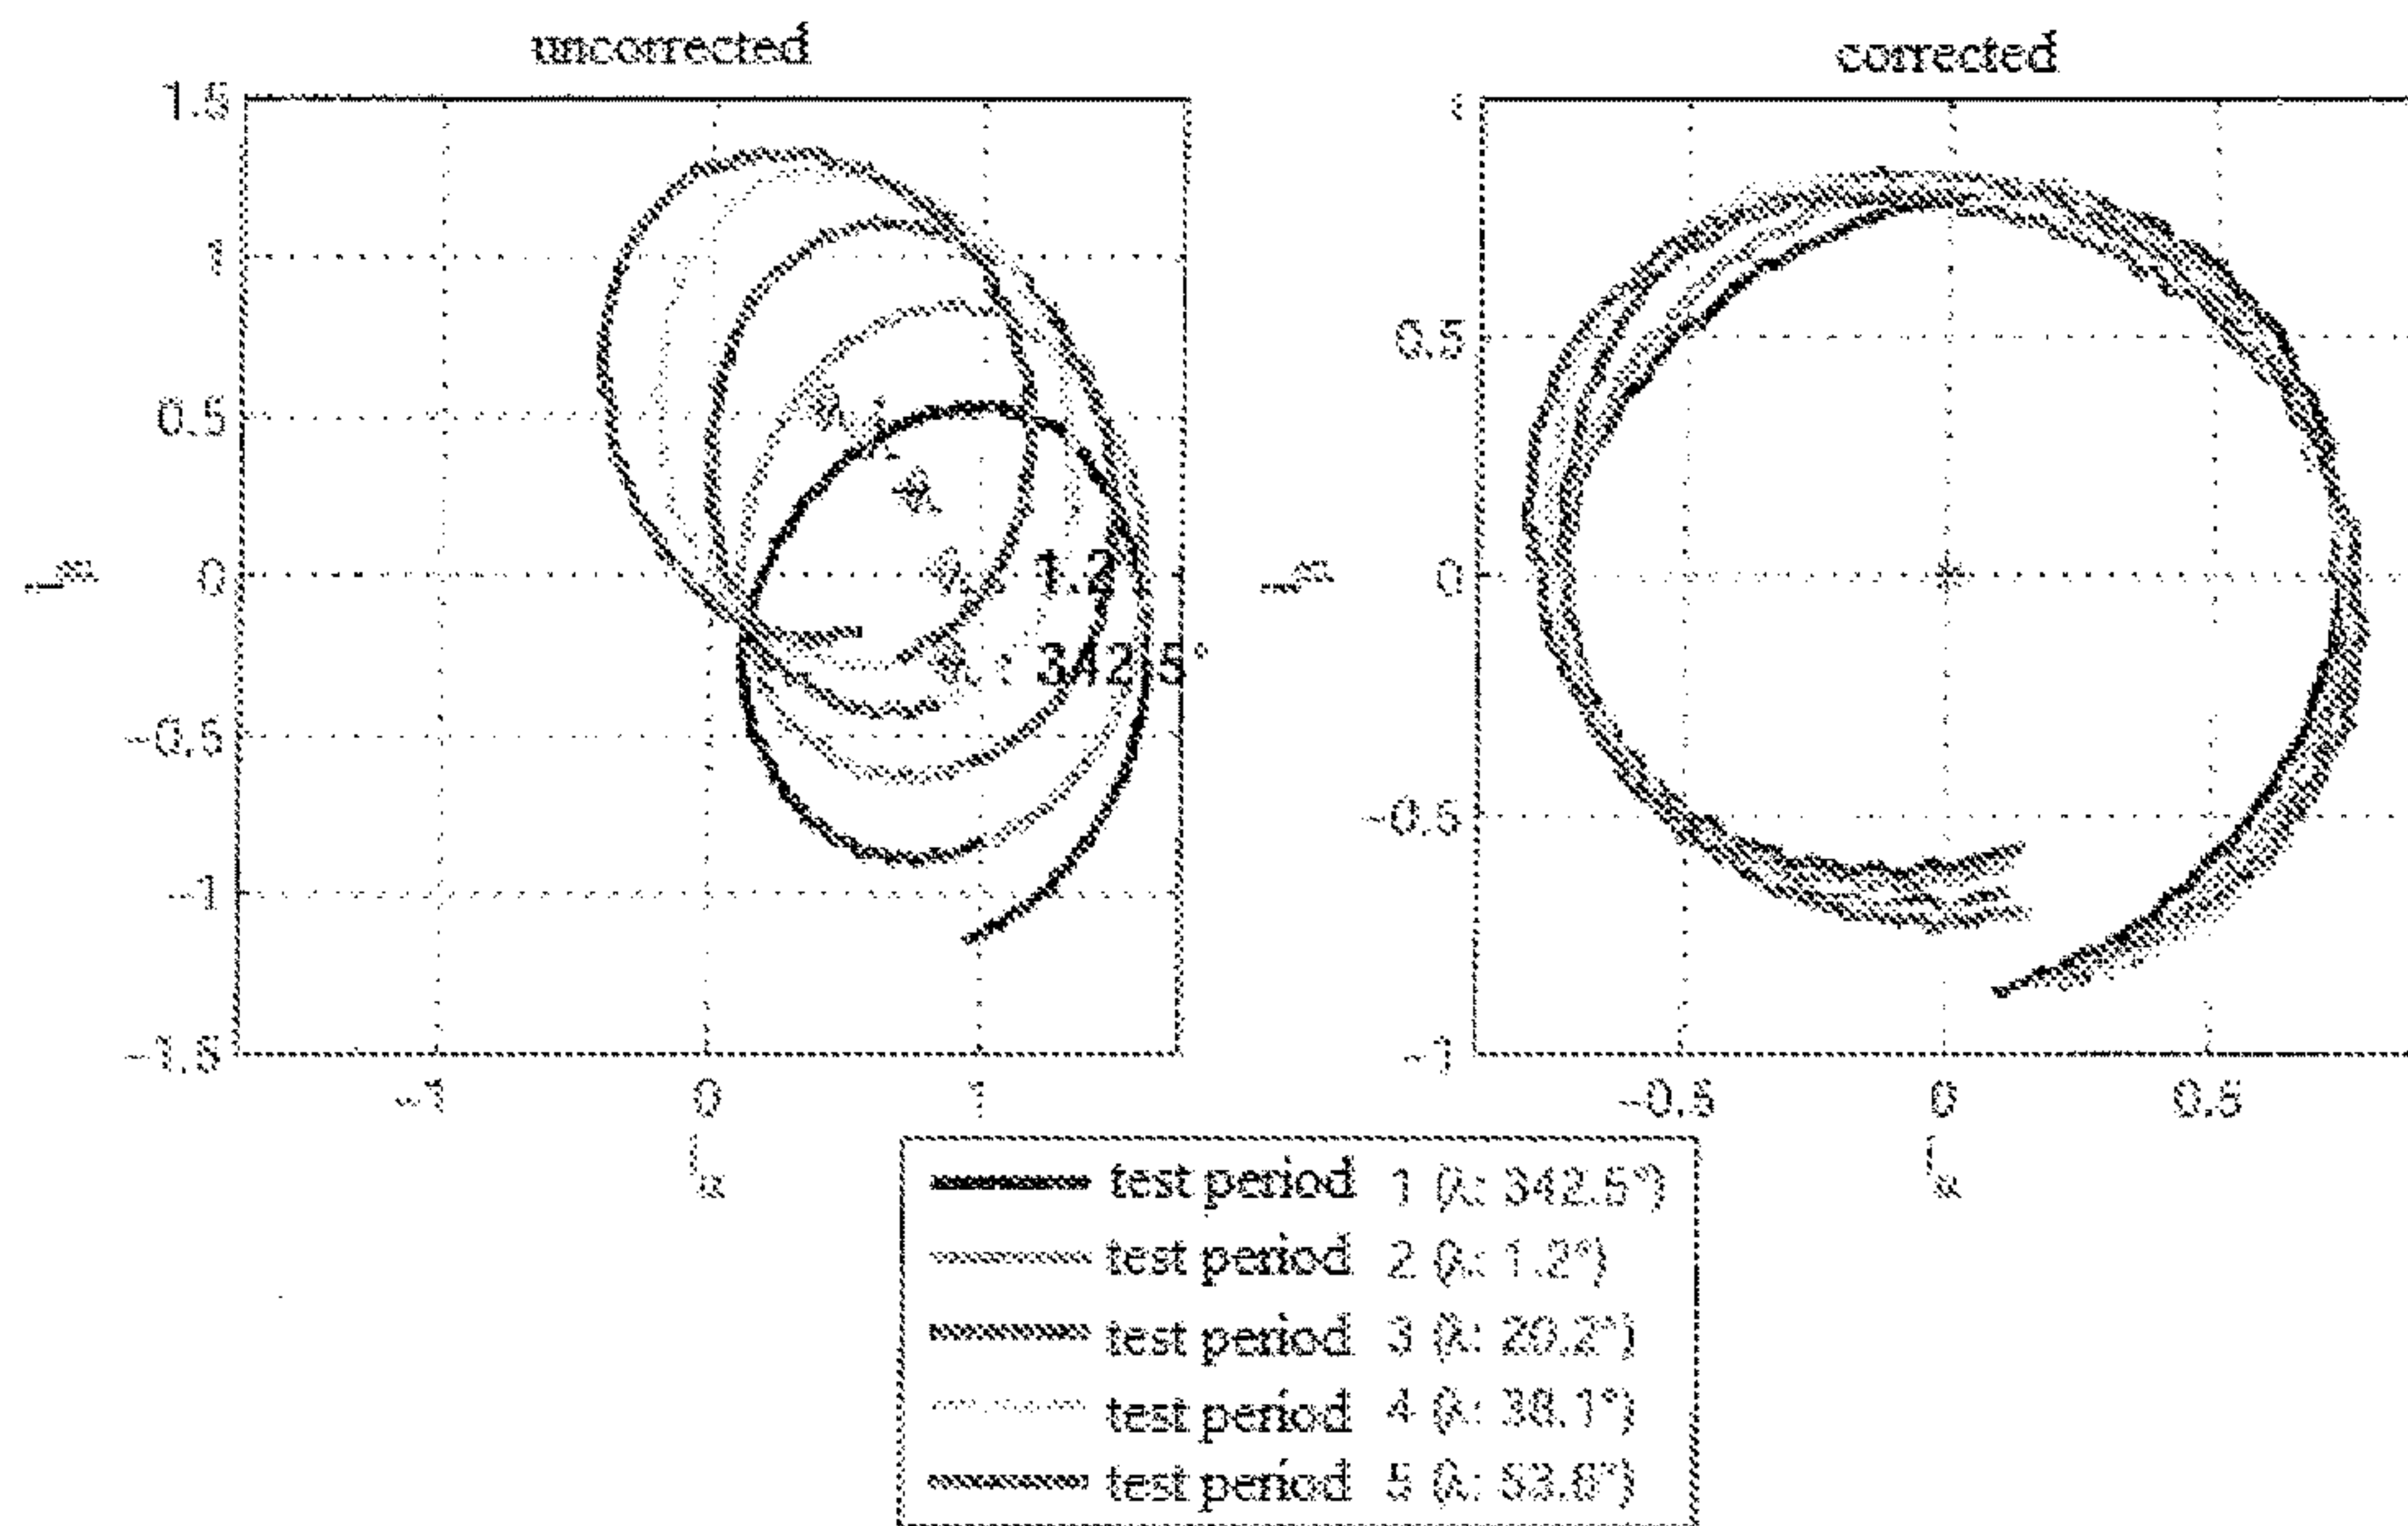 uncorrected
corrected
1.5
1
0.5
0
-0.5
-1
-1.5
-1
0
1
1.2
342.5°
0.5
0
-0.5
-1
-0.5
0
0.5
test period 1 (λ: 342.5°)
test period 2 (λ: 1.2°)
test period 3 (λ: 20.2°)
test period 4 (λ: 38.1°)
test period 5 (λ: 53.6°)